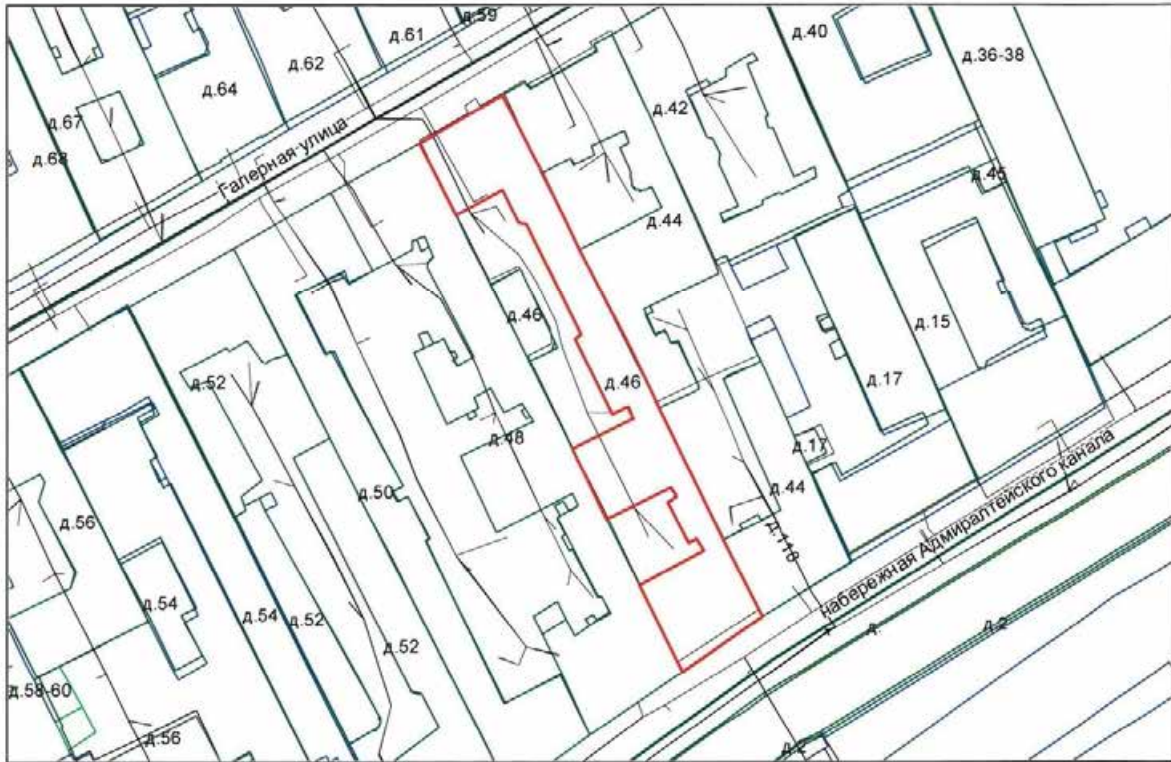 д.59
д.61
д.62
д.64
д.67
д.68
д.40
д.36-38
д.42
Галерная улица
д.45
д.44
д.46
д.15
д.46
д.17
д.52
д.48
д.17
д.50
д.44
д.56
д.118
набережная Адмиралтейского канала
д.54
д.54
д.52
д.52
д.
д.2
д.58-60
д.56
д.2